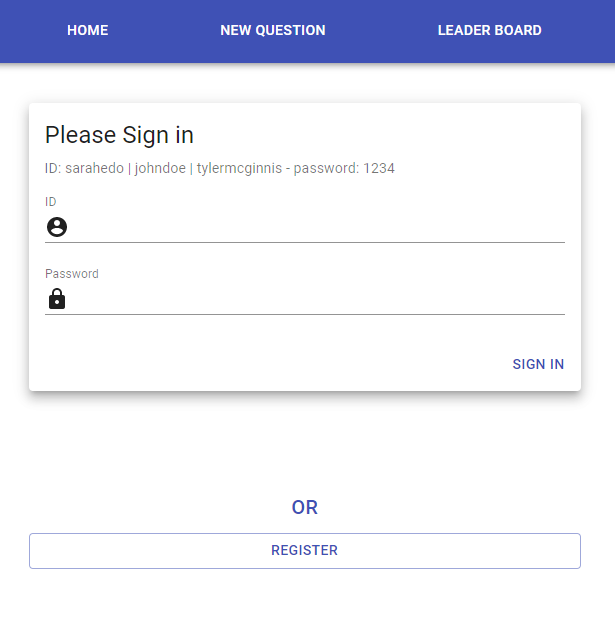 HOME NEW QUESTION LEADER BOARD
Please Sign in
ID: sarahedo | johndoe | tylermcginnis - password: 1234
ID
Password
SIGN IN
OR
REGISTER